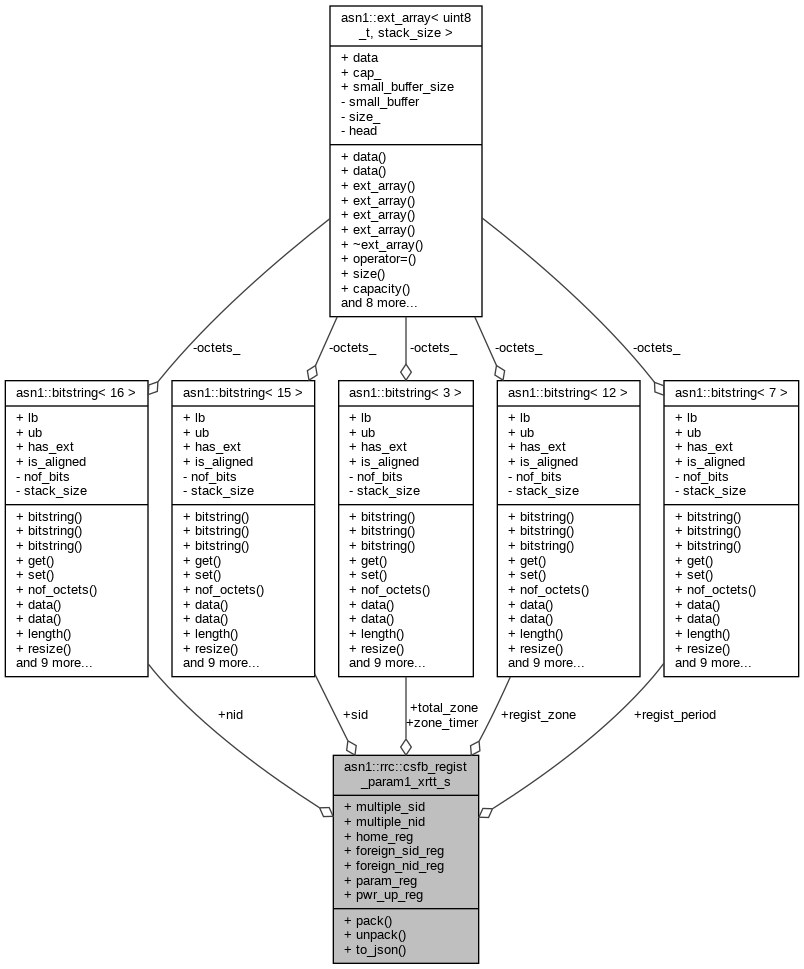 asn1::ext_array< uint8
_t, stack_size >
+ data
+ cap_
+ small_buffer_size
- small_buffer
- size_
- head
+ data()
+ data()
+ ext_array()
+ ext_array()
+ ext_array()
+ ext_array()
+ ~ext_array()
+ operator=()
+ size()
+ capacity()
and 8 more...
-octets_
-octets_
-octets_
-octets_
-octets_
asn1::bitstring< 16 >
+ lb
+ ub
+ has_ext
+ is_aligned
- nof_bits
- stack_size
+ bitstring()
+ bitstring()
+ bitstring()
+ get()
+ set()
+ nof_octets()
+ data()
+ data()
+ length()
+ resize()
and 9 more...
asn1::bitstring< 15 >
+ lb
+ ub
+ has_ext
+ is_aligned
- nof_bits
- stack_size
+ bitstring()
+ bitstring()
+ bitstring()
+ get()
+ set()
+ nof_octets()
+ data()
+ data()
+ length()
+ resize()
and 9 more...
asn1::bitstring< 3 >
+ lb
+ ub
+ has_ext
+ is_aligned
- nof_bits
- stack_size
+ bitstring()
+ bitstring()
+ bitstring()
+ get()
+ set()
+ nof_octets()
+ data()
+ data()
+ length()
+ resize()
and 9 more...
asn1::bitstring< 12 >
+ lb
+ ub
+ has_ext
+ is_aligned
- nof_bits
- stack_size
+ bitstring()
+ bitstring()
+ bitstring()
+ get()
+ set()
+ nof_octets()
+ data()
+ data()
+ length()
+ resize()
and 9 more...
asn1::bitstring< 7 >
+ lb
+ ub
+ has_ext
+ is_aligned
- nof_bits
- stack_size
+ bitstring()
+ bitstring()
+ bitstring()
+ get()
+ set()
+ nof_octets()
+ data()
+ data()
+ length()
+ resize()
and 9 more...
+nid
+sid
+total_zone
+zone_timer
+regist_zone
+regist_period
asn1::rrc::csfb_regist
_param1_xrtt_s
+ multiple_sid
+ multiple_nid
+ home_reg
+ foreign_sid_reg
+ foreign_nid_reg
+ param_reg
+ pwr_up_reg
+ pack()
+ unpack()
+ to_json()